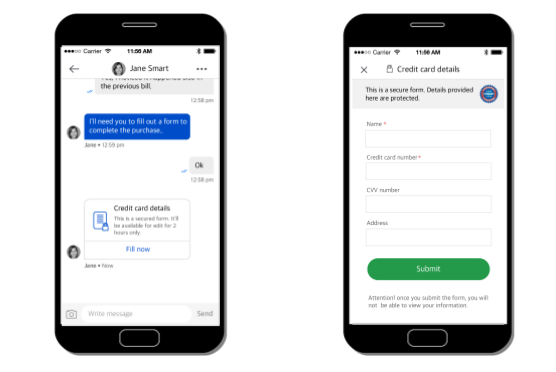 Carrier 11:56 AM
Jane Smart
the previous bill.
12:58 pm
I'll need you to fill out a form to
complete the purchase..
Jane • 12:59 pm
Ok
12:58 pm
Credit card details
This is a secured form. It'll
be available for edit for 2
hours only.
Fill now
Jane • Now
Write message
Send
Carrier 11:56 AM
Credit card details
This is a secure form. Details provided
here are protected.
Name *
Credit card number*
CVV number
Address
Submit
Attention! once you submit the form, you will
not be able to view your information.